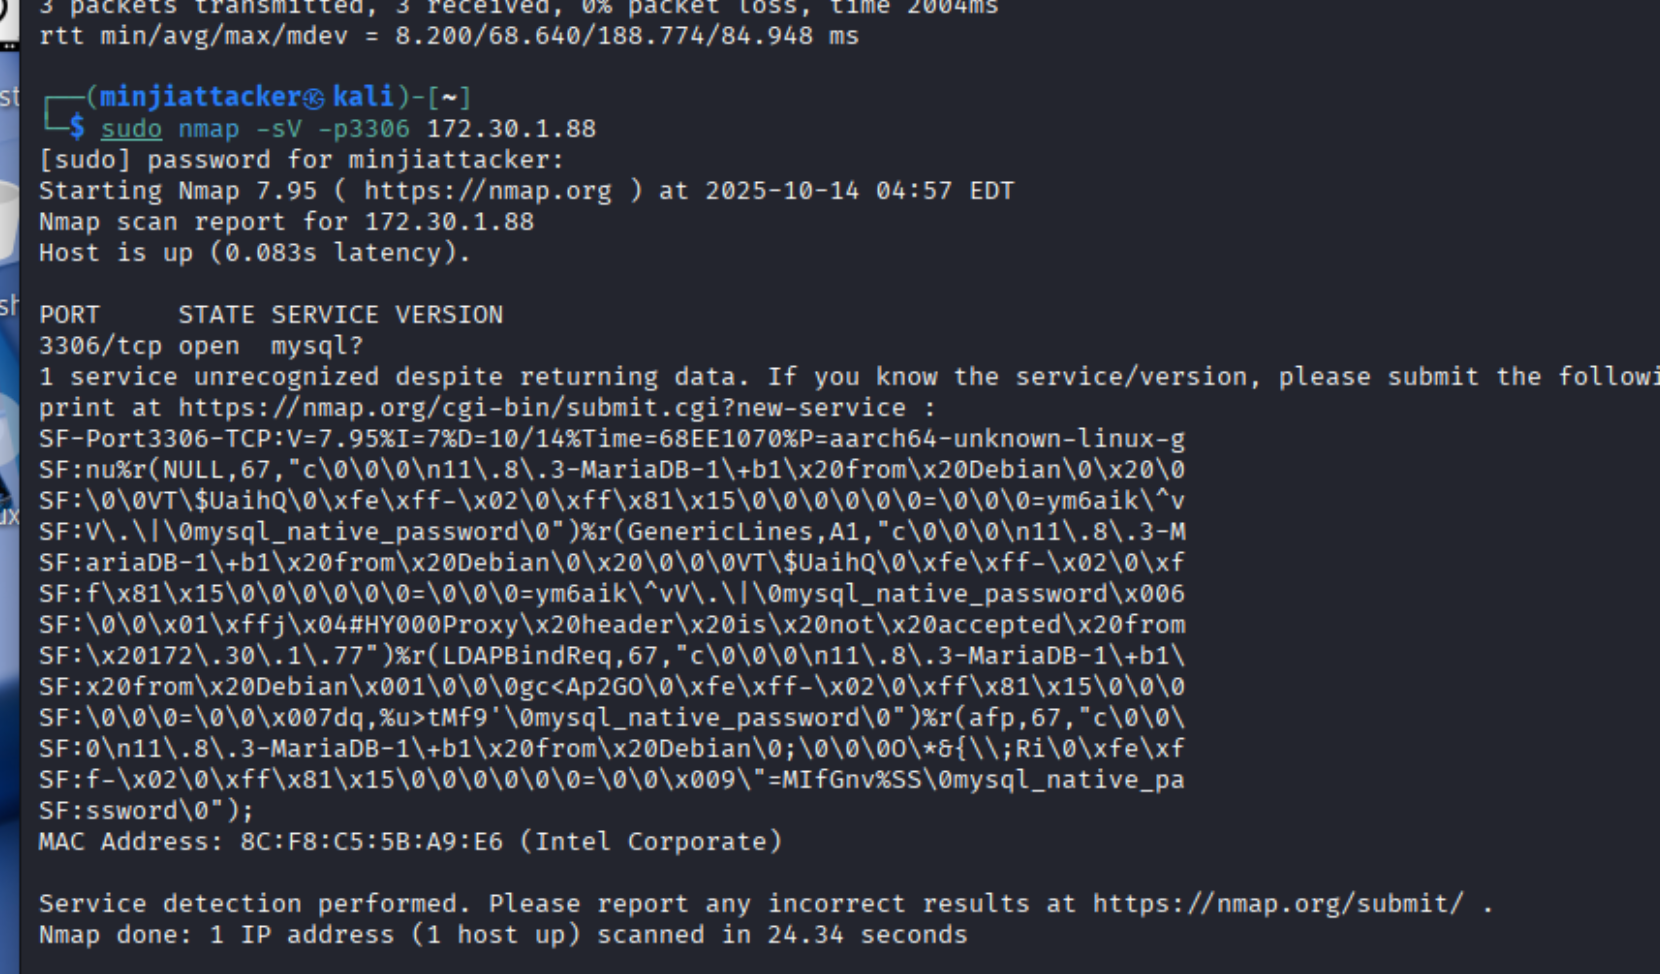 3 packets transmitted, 3 received, 0% packet loss, time 2004ms
rtt min/avg/max/mdev = 8.200/68.640/188.774/84.948 ms
┌──(minjiattacker㉿kali)-[~]
└─$ sudo nmap -sV -p3306 172.30.1.88
[sudo] password for minjiattacker:
Starting Nmap 7.95 ( https://nmap.org ) at 2025-10-14 04:57 EDT
Nmap scan report for 172.30.1.88
Host is up (0.083s latency).
PORT     STATE SERVICE VERSION
3306/tcp open  mysql?
1 service unrecognized despite returning data. If you know the service/version, please submit the followi
print at https://nmap.org/cgi-bin/submit.cgi?new-service :
SF-Port3306-TCP:V=7.95%I=7%D=10/14%Time=68EE1070%P=aarch64-unknown-linux-g
SF:nu%r(NULL,67,"c\0\0\0\n11\.8\.3-MariaDB-1\+b1\x20from\x20Debian\0\x20\0
SF:\0\0VT\$UaihQ\0\xfe\xff-\x02\0\xff\x81\x15\0\0\0\0\0\0=\0\0\0=ym6aik\^v
SF:V\.\|\0mysql_native_password\0")%r(GenericLines,A1,"c\0\0\0\n11\.8\.3-M
SF:ariaDB-1\+b1\x20from\x20Debian\0\x20\0\0\0VT\$UaihQ\0\xfe\xff-\x02\0\xf
SF:f\x81\x15\0\0\0\0\0\0=\0\0\0=ym6aik\^vV\.\|\0mysql_native_password\x006
SF:\0\0\x01\xffj\x04#HY000Proxy\x20header\x20is\x20not\x20accepted\x20from
SF:\x20172\.30\.1\.77")%r(LDAPBindReq,67,"c\0\0\0\n11\.8\.3-MariaDB-1\+b1\
SF:x20from\x20Debian\x001\0\0\0gc<Ap2GO\0\xfe\xff-\x02\0\xff\x81\x15\0\0\0
SF:\0\0\0=\0\0\x007dq,%u>tMf9'\0mysql_native_password\0")%r(afp,67,"c\0\0\
SF:0\n11\.8\.3-MariaDB-1\+b1\x20from\x20Debian\0;\0\0\0O\*&{\\;Ri\0\xfe\xf
SF:f-\x02\0\xff\x81\x15\0\0\0\0\0\0=\0\0\x009\"=MIfGnv%SS\0mysql_native_pa
SF:ssword\0");
MAC Address: 8C:F8:C5:5B:A9:E6 (Intel Corporate)
Service detection performed. Please report any incorrect results at https://nmap.org/submit/ .
Nmap done: 1 IP address (1 host up) scanned in 24.34 seconds